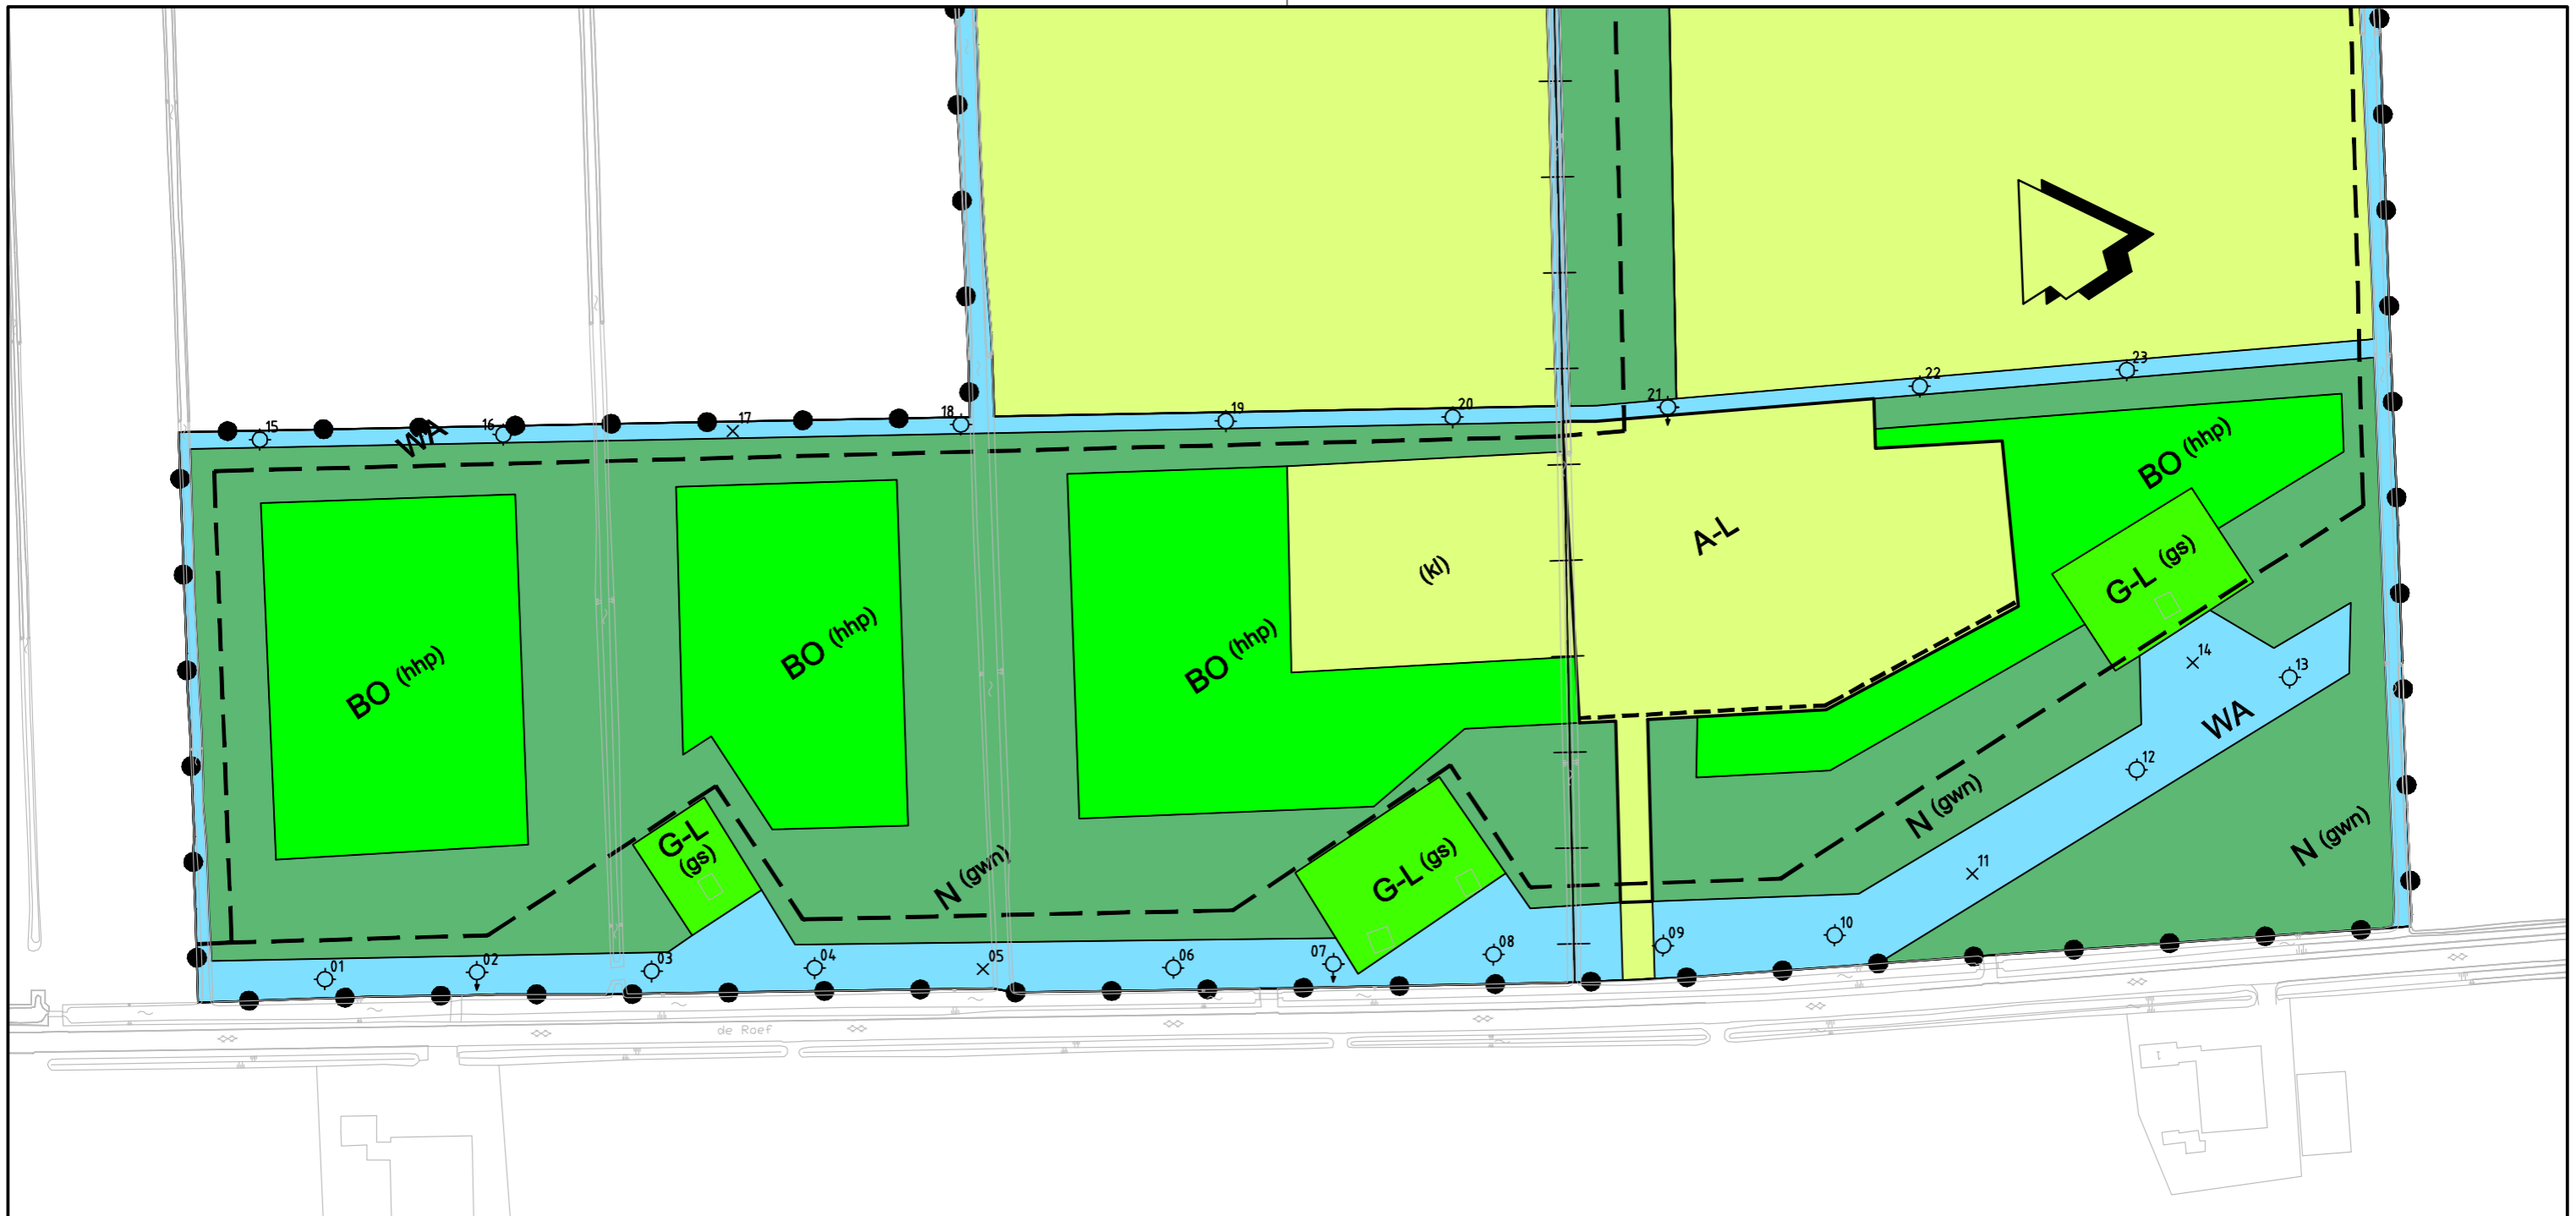 23
22
21
20
19
18
17
16
15
WA
BO (hhp)
A-L
(kl)
G-L (gs)
BO (hhp)
BO (hhp)
BO (hhp)
14
13
WA
12
N (gwn)
N (gwn)
G-L
(gs)
G-L (gs)
N (gwn)
11
10
09
08
07
06
05
04
03
02
01
de Roef
1